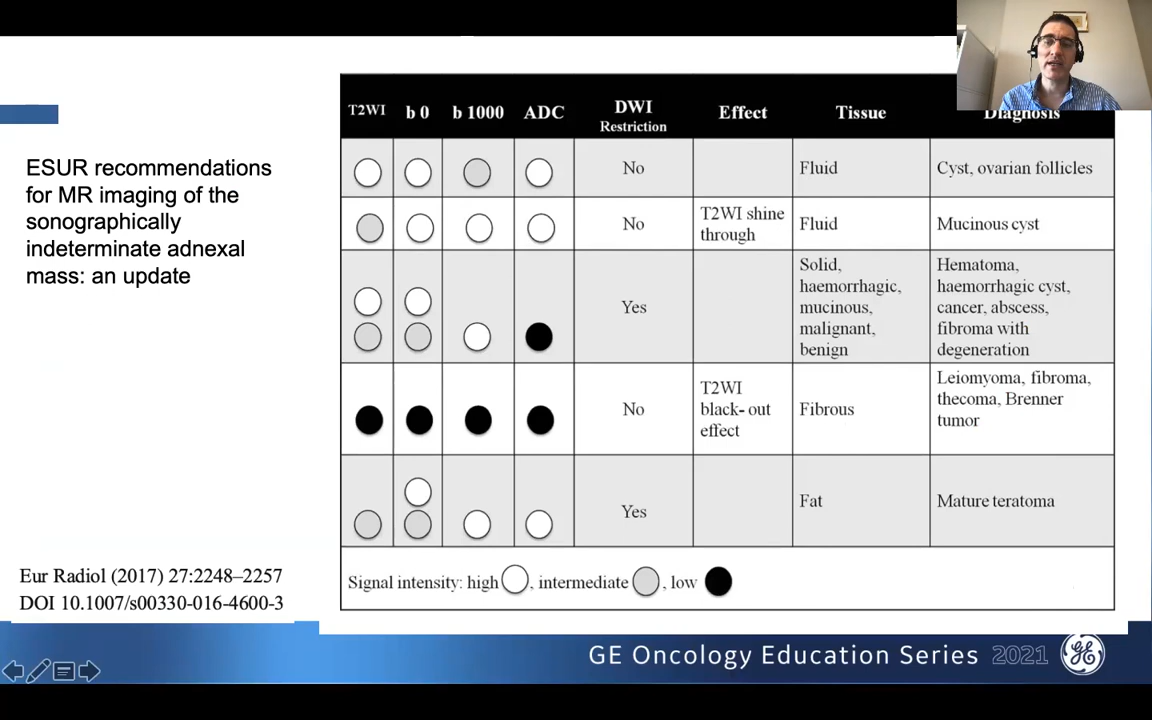 ESUR recommendations
for MR imaging of the
sonographically
indeterminate adnexal
mass: an update
Eur Radiol (2017) 27:2248–2257
DOI 10.1007/s00330-016-4600-3
T2WI b 0 b 1000 ADC DWI Restriction Effect Tissue Diagnosis
No Fluid Cyst, ovarian follicles
No T2WI shine through Fluid Mucinous cyst
Yes
Solid,
haemorrhagic,
mucinous,
malignant,
benign
Hematoma,
haemorrhagic cyst,
cancer, abscess,
fibroma with
degeneration
No
T2WI
black- out
effect
Fibrous
Leiomyoma, fibroma,
thecoma, Brenner
tumor
Yes Fat Mature teratoma
Signal intensity: high , intermediate , low
GE Oncology Education Series 2021